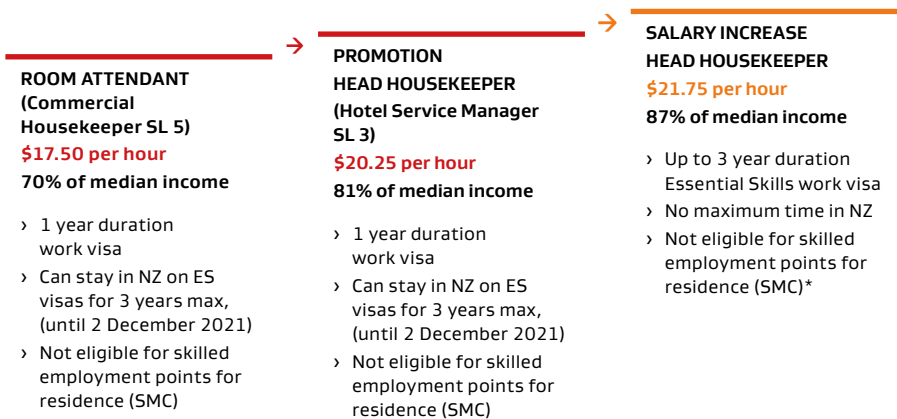 ROOM ATTENDANT
(Commercial
Housekeeper SL 5)
$17.50 per hour
70% of median income
› 1 year duration
work visa
› Can stay in NZ on ES
visas for 3 years max,
(until 2 December 2021)
› Not eligible for skilled
employment points for
residence (SMC)
PROMOTION
HEAD HOUSEKEEPER
(Hotel Service Manager
SL 3)
$20.25 per hour
81% of median income
› 1 year duration
work visa
› Can stay in NZ on ES
visas for 3 years max,
(until 2 December 2021)
› Not eligible for skilled
employment points for
residence (SMC)
SALARY INCREASE
HEAD HOUSEKEEPER
$21.75 per hour
87% of median income
› Up to 3 year duration
Essential Skills work visa
› No maximum time in NZ
› Not eligible for skilled
employment points for
residence (SMC)*